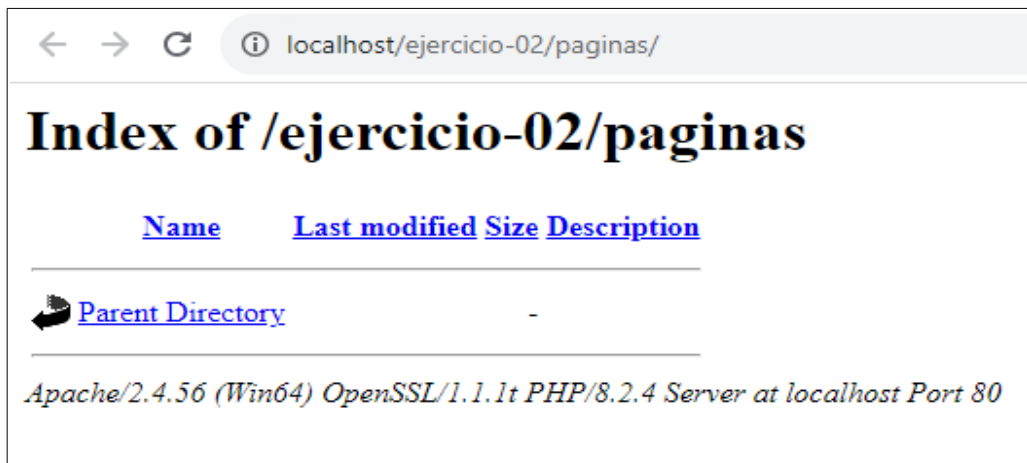 localhost/ejercicio-02/paginas/
Index of /ejercicio-02/paginas
Name Last modified Size Description
Parent Directory -
Apache/2.4.56 (Win64) OpenSSL/1.1.1t PHP/8.2.4 Server at localhost Port 80